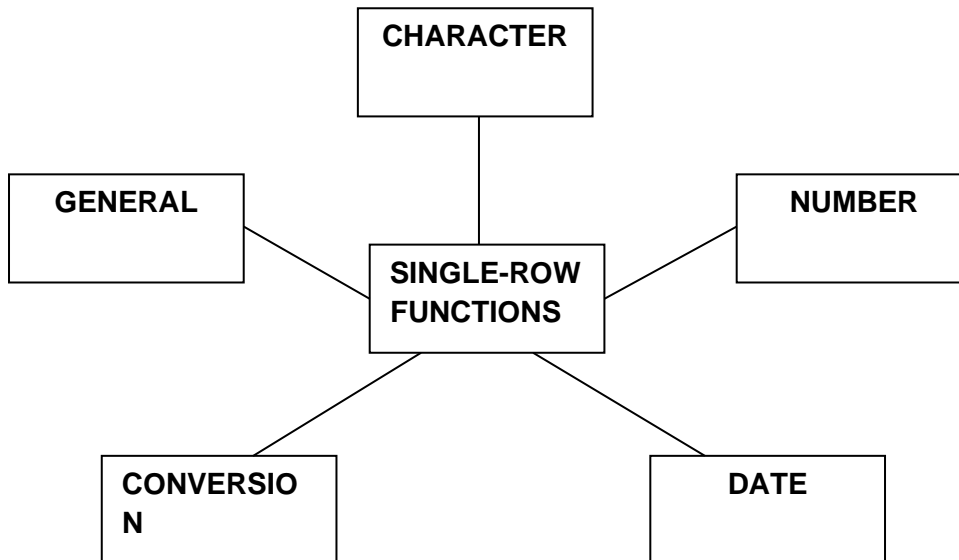 CHARACTER
GENERAL
NUMBER
SINGLE-ROW
FUNCTIONS
CONVERSIO
N
DATE